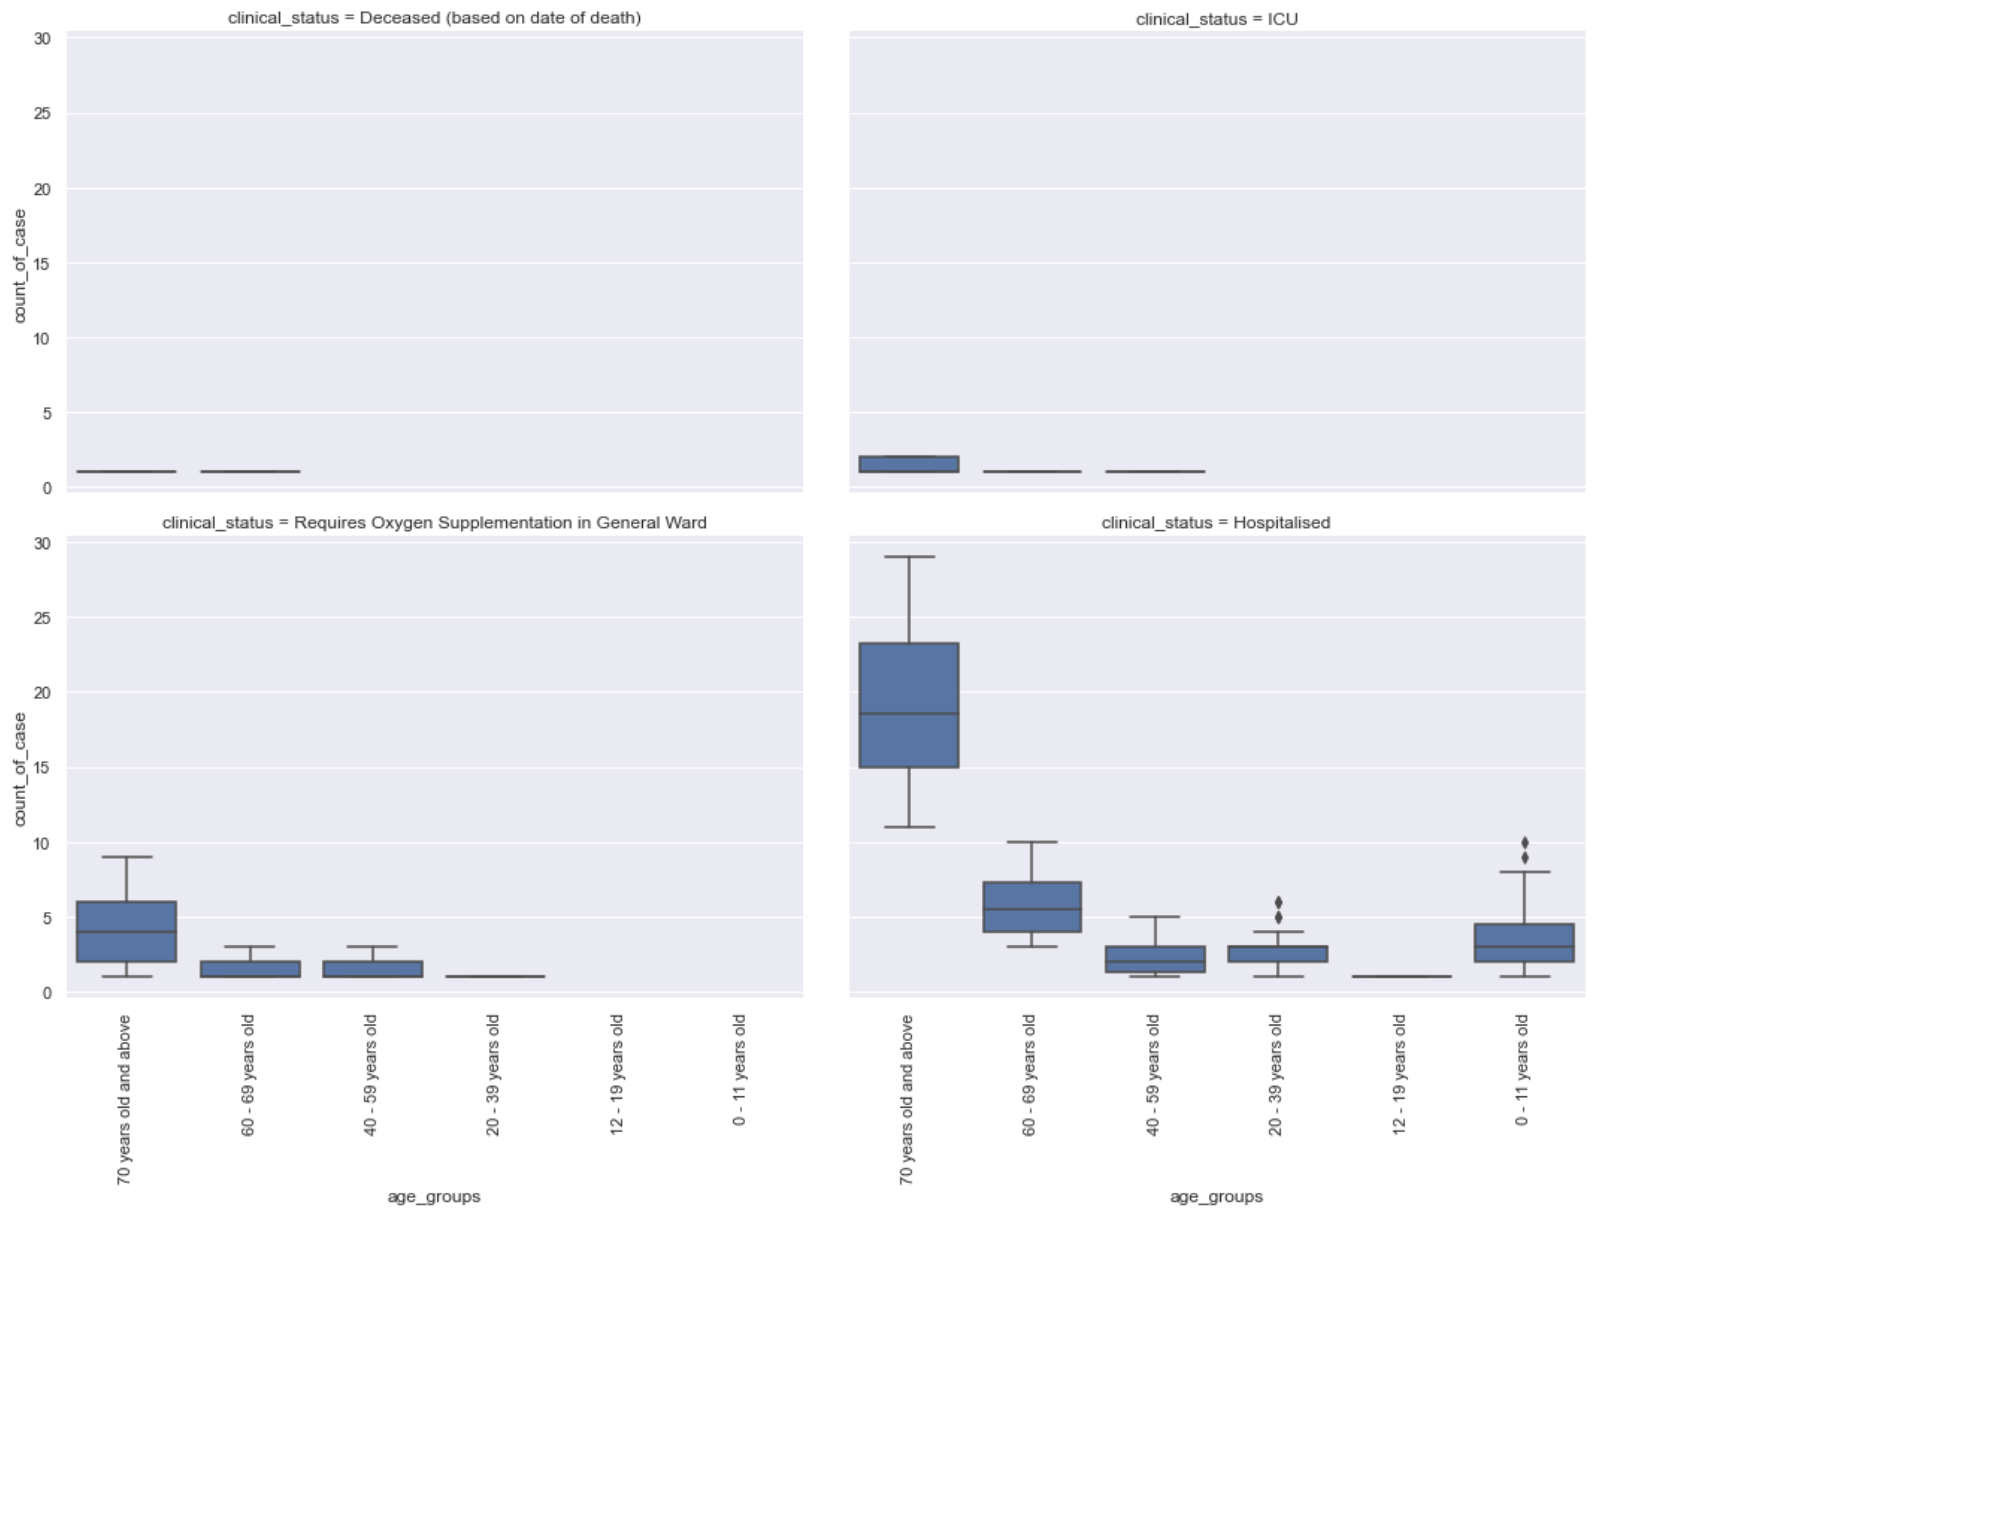 clinical_status = Deceased (based on date of death)
clinical_status = ICU
30
25
20
15
10
5
0
count_of_case
clinical_status = Requires Oxygen Supplementation in General Ward
clinical_status = Hospitalised
30
25
20
15
10
5
0
count_of_case
70 years old and above
60 - 69 years old
40 - 59 years old
20 - 39 years old
12 - 19 years old
0 - 11 years old
70 years old and above
60 - 69 years old
40 - 59 years old
20 - 39 years old
12 - 19 years old
0 - 11 years old
age_groups
age_groups